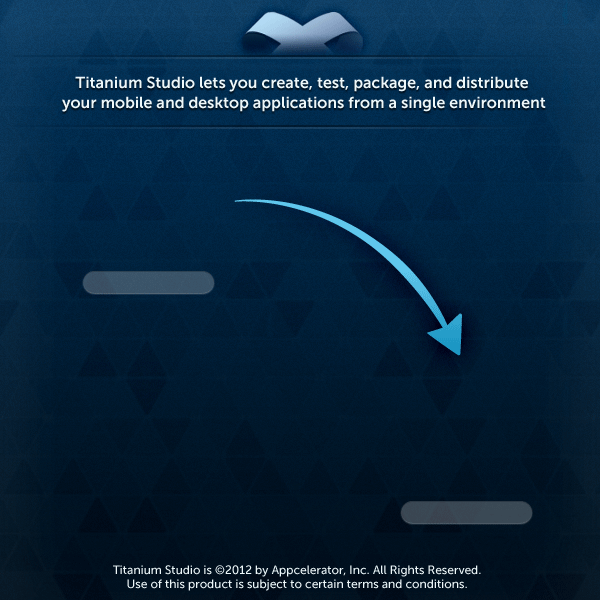 Titanium Studio lets you create, test, package, and distribute
your mobile and desktop applications from a single environment
Titanium Studio is ©2012 by Appcelerator, Inc. All Rights Reserved.
Use of this product is subject to certain terms and conditions.